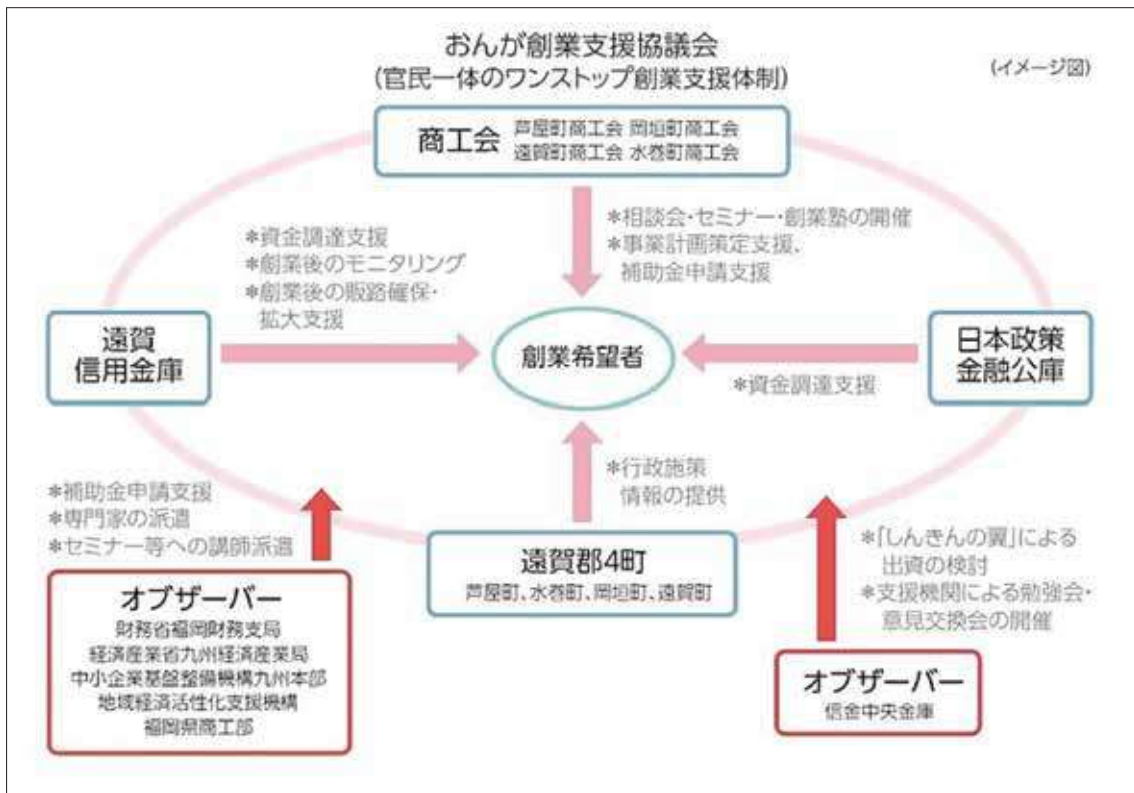 おんが創業支援協議会
(官民一体のワンストップ創業支援体制)
(イメージ図)
商工会
芦屋町商工会 岡垣町商工会
遠賀町商工会 水巻町商工会
*相談会・セミナー・創業塾の開催
*事業計画策定支援、
補助金申請支援
*資金調達支援
*創業後のモニタリング
*創業後の販路確保・
拡大支援
遠賀
信用金庫
創業希望者
日本政策
金融公庫
*資金調達支援
*行政施策
情報の提供
遠賀郡4町
芦屋町、水巻町、岡垣町、遠賀町
*補助金申請支援
*専門家の派遣
*セミナー等への講師派遣
オブザーバー
財務省福岡財務支局
経済産業省九州経済産業局
中小企業基盤整備機構九州本部
地域経済活性化支援機構
福岡県商工部
*「しんきんの翼」による
出資の検討
*支援機関による勉強会・
意見交換会の開催
オブザーバー
信金中央金庫